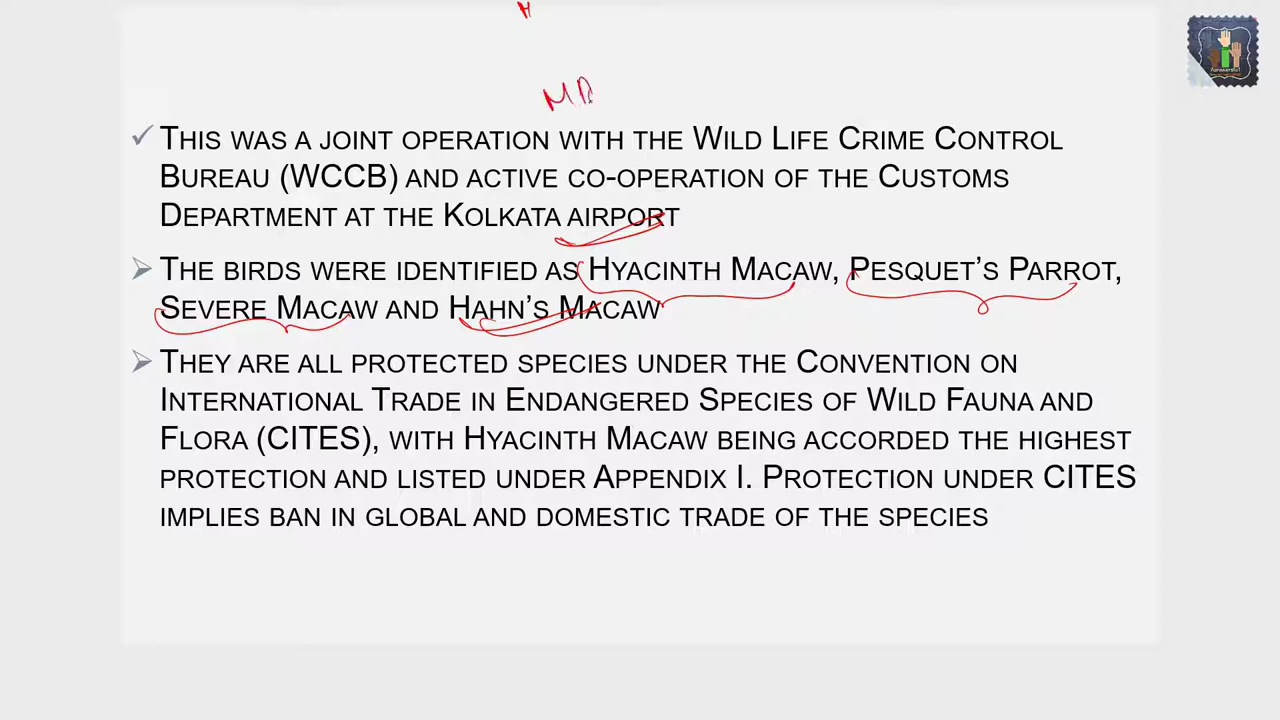 MD
THIS WAS A JOINT OPERATION WITH THE WILD LIFE CRIME CONTROL
BUREAU (WCCB) AND ACTIVE CO-OPERATION OF THE CUSTOMS
DEPARTMENT AT THE KOLKATA AIRPORT
THE BIRDS WERE IDENTIFIED AS HYACINTH MACAW, PESQUET'S PARROT,
SEVERE MACAW AND HAHN'S MACAW
THEY ARE ALL PROTECTED SPECIES UNDER THE CONVENTION ON
INTERNATIONAL TRADE IN ENDANGERED SPECIES OF WILD FAUNA AND
FLORA (CITES), WITH HYACINTH MACAW BEING ACCORDED THE HIGHEST
PROTECTION AND LISTED UNDER APPENDIX I. PROTECTION UNDER CITES
IMPLIES BAN IN GLOBAL AND DOMESTIC TRADE OF THE SPECIES